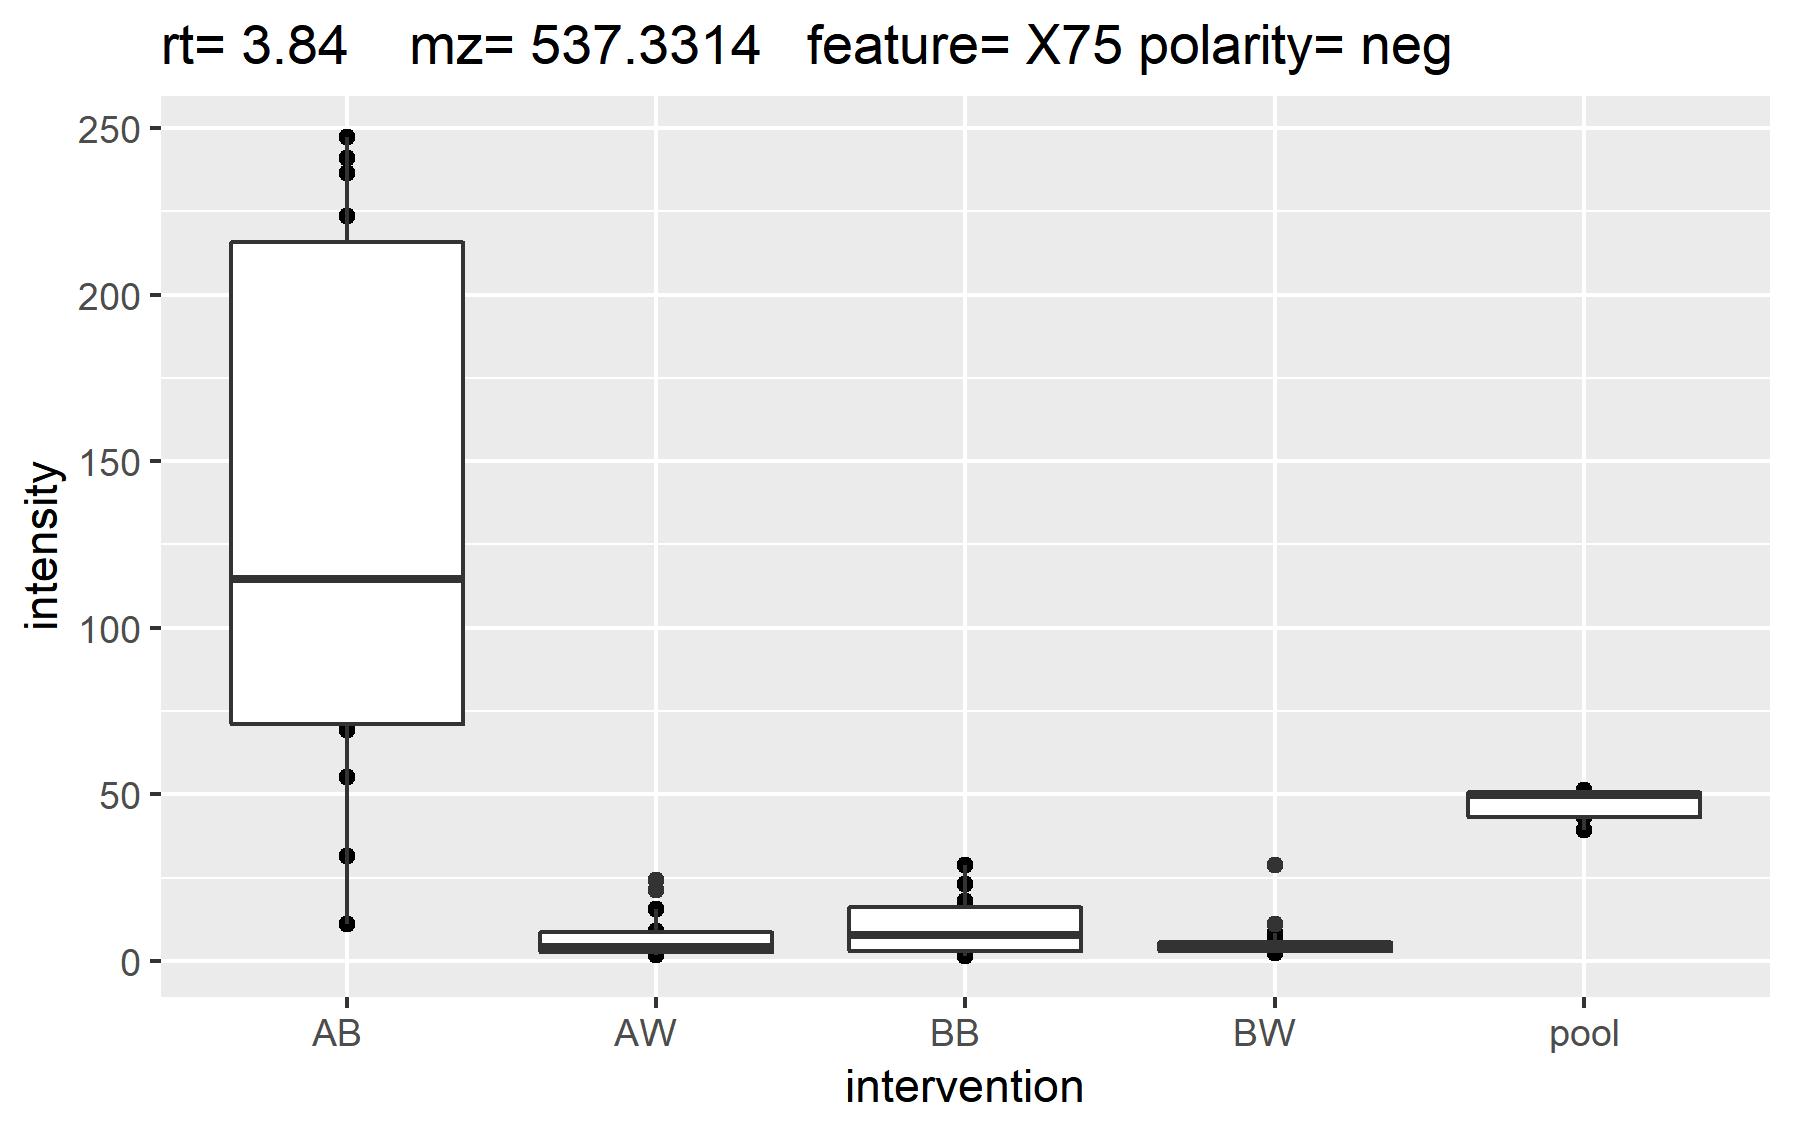 rt= 3.84 mz= 537.3314 feature= X75 polarity= neg
250
200
150
100
50
0
intensity
AB AW BB BW pool
intervention